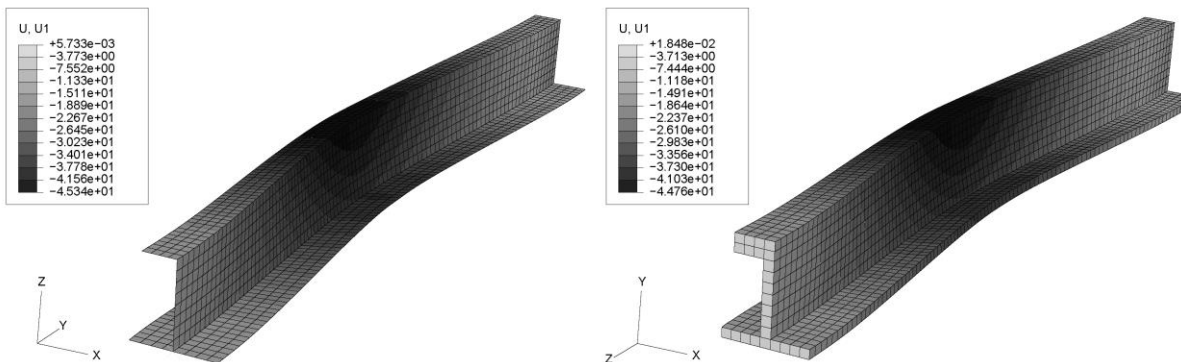 U, U1
+5.733e−03
−3.773e+00
−7.552e+00
−1.133e+01
−1.511e+01
−1.889e+01
−2.267e+01
−2.645e+01
−3.023e+01
−3.401e+01
−3.778e+01
−4.156e+01
−4.534e+01
Z
Y
X
U, U1
+1.848e−02
−3.713e+00
−7.444e+00
−1.118e+01
−1.491e+01
−1.864e+01
−2.237e+01
−2.610e+01
−2.983e+01
−3.356e+01
−3.730e+01
−4.103e+01
−4.476e+01
Y
Z
X